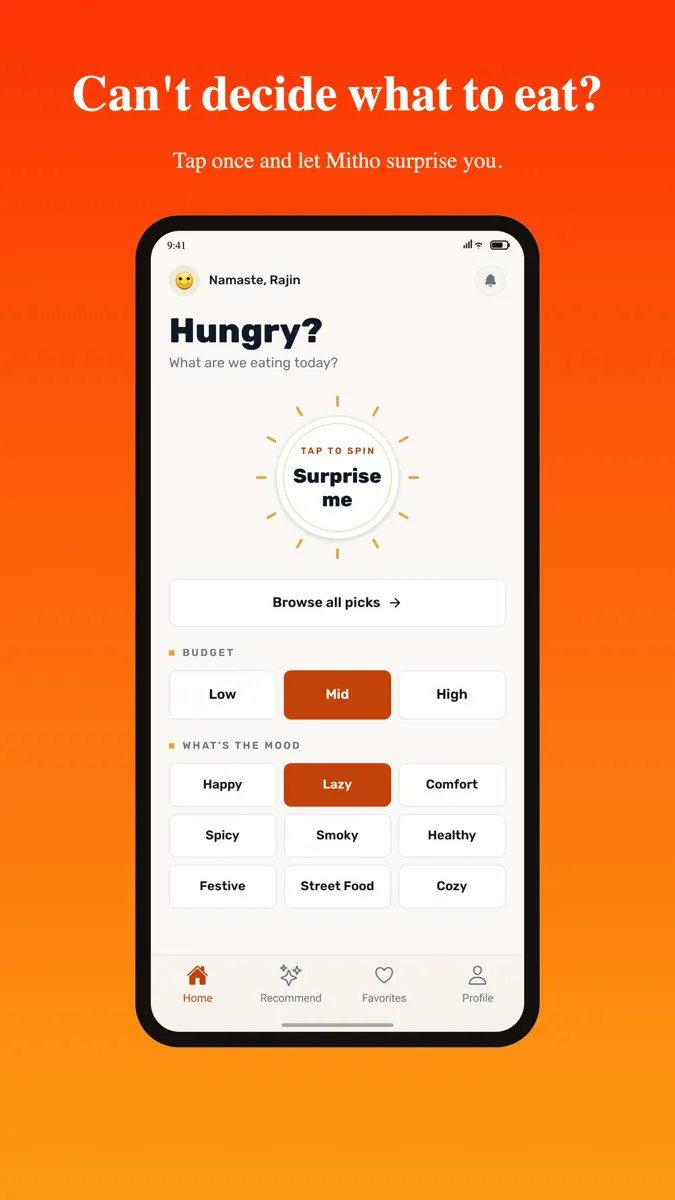 Can't decide what to eat?
Tap once and let Mitho surprise you.
9:41
Namaste, Rajin
Hungry?
What are we eating today?
TAP TO SPIN
Surprise
me
Browse all picks →
BUDGET
Low Mid High
WHAT'S THE MOOD
Happy Lazy Comfort
Spicy Smoky Healthy
Festive Street Food Cozy
Home Recommend Favorites Profile